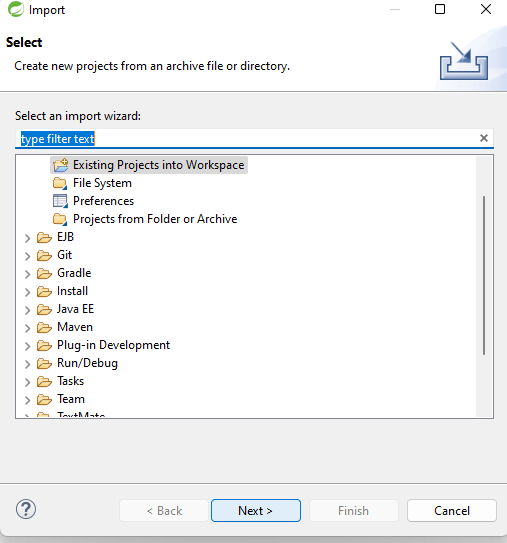 Import
Select
Create new projects from an archive file or directory.
Select an import wizard:
type filter text
Existing Projects into Workspace
File System
Preferences
Projects from Folder or Archive
EJB
Git
Gradle
Install
Java EE
Maven
Plug-in Development
Run/Debug
Tasks
Team
TextMate
< Back
Next >
Finish
Cancel